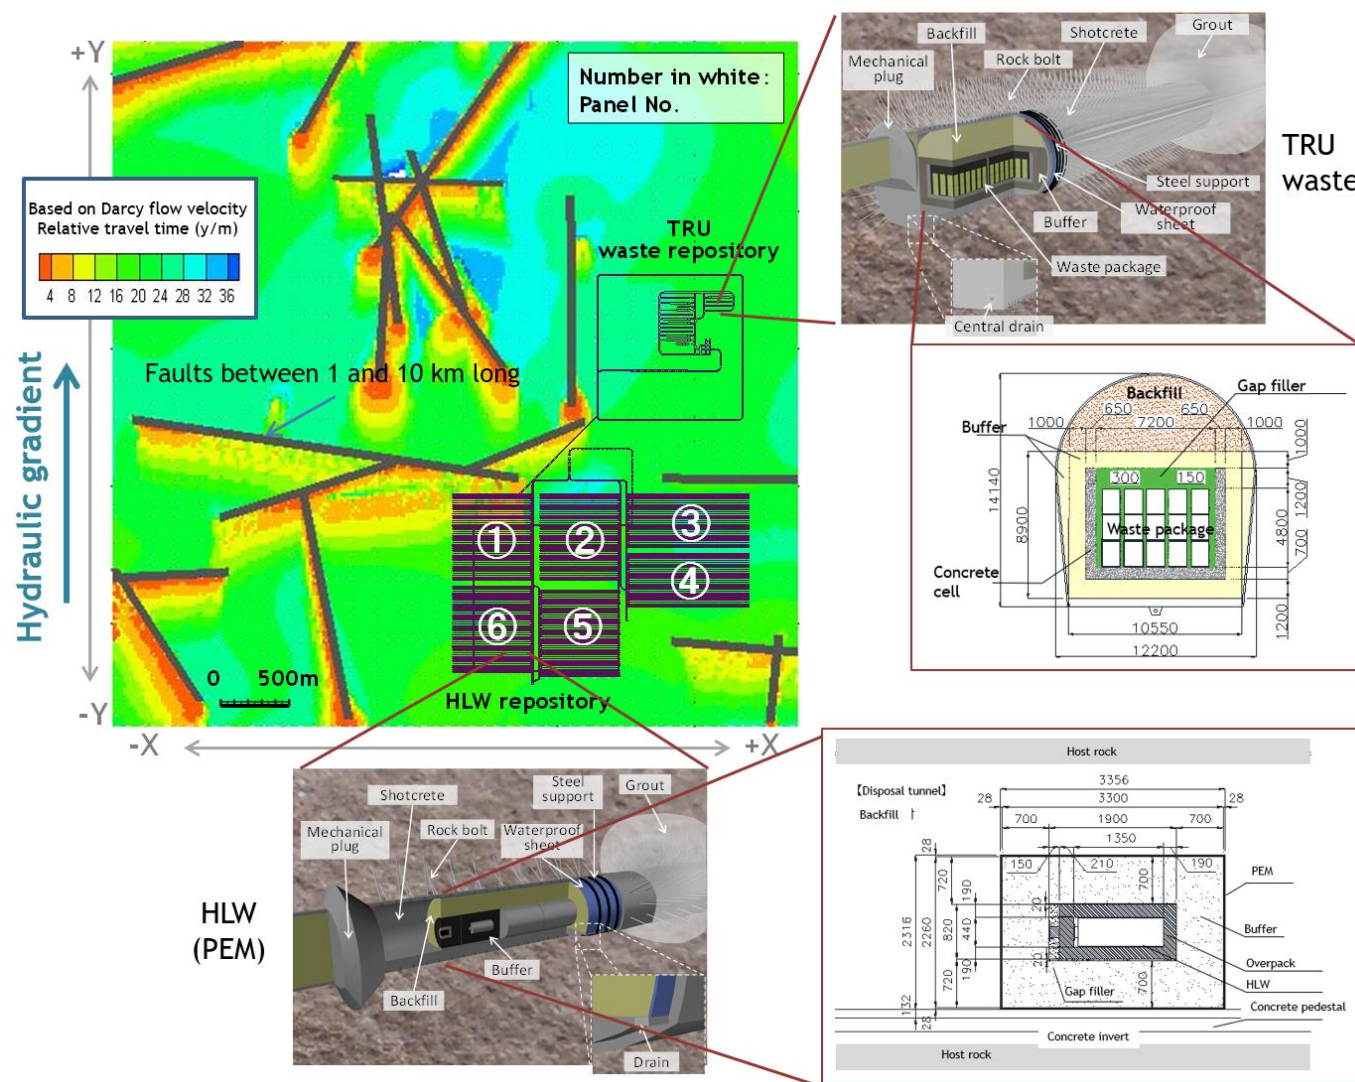 +Y
Number in white:
Panel No.
Based on Darcy flow velocity
Relative travel time (y/m)
4 8 12 16 20 24 28 32 36
Hydraulic gradient
Faults between 1 and 10 km long
TRU
waste repository
①
②
③
④
⑤
⑥
0 500m
HLW repository
-Y
-X
+X
Backfill
Shotcrete
Grout
Mechanical
plug
Rock bolt
Steel support
Waterproof
sheet
Buffer
Waste package
Central drain
TRU
waste
Backfill
Gap filler
650
650
1000
7200
1000
1000
Buffer
300
150
14140
8900
1200
4800
700
Waste package
Concrete
cell
1200
10550
12200
HLW
(PEM)
Steel
support
Grout
Shotcrete
Mechanical
plug
Rock bolt
Waterproof
sheet
Buffer
Backfill
Drain
Host rock
3356
【Disposal tunnel】
28
3300
28
Backfill
700
1900
700
1350
28
150
210
190
PEM
720
190
700
20
2316
2260
820
440
Buffer
Overpack
20
190
HLW
720
Gap filler
700
Concrete pedestal
132
28
Concrete invert
Host rock